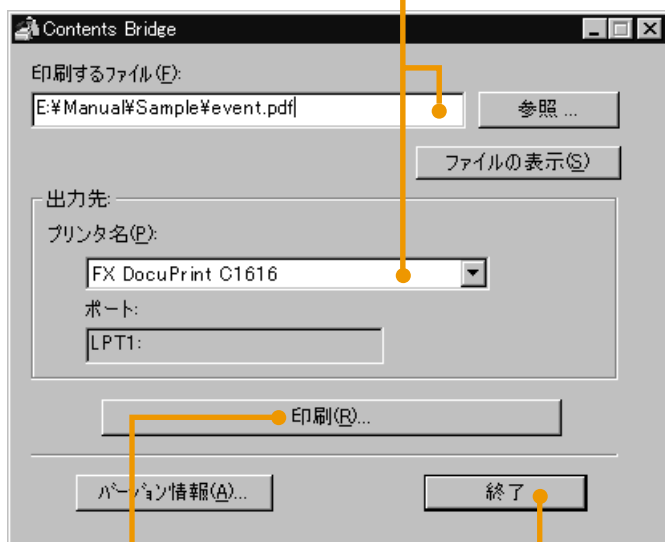 Contents Bridge
印刷するファイル(F):
E:¥Manual¥Sample¥event.pdf
参照 ...
ファイルの表示(S)
出力先:
プリンタ名(P):
FX DocuPrint C1616
ポート:
LPT1:
印刷(R)...
バージョン情報(A)...
終了